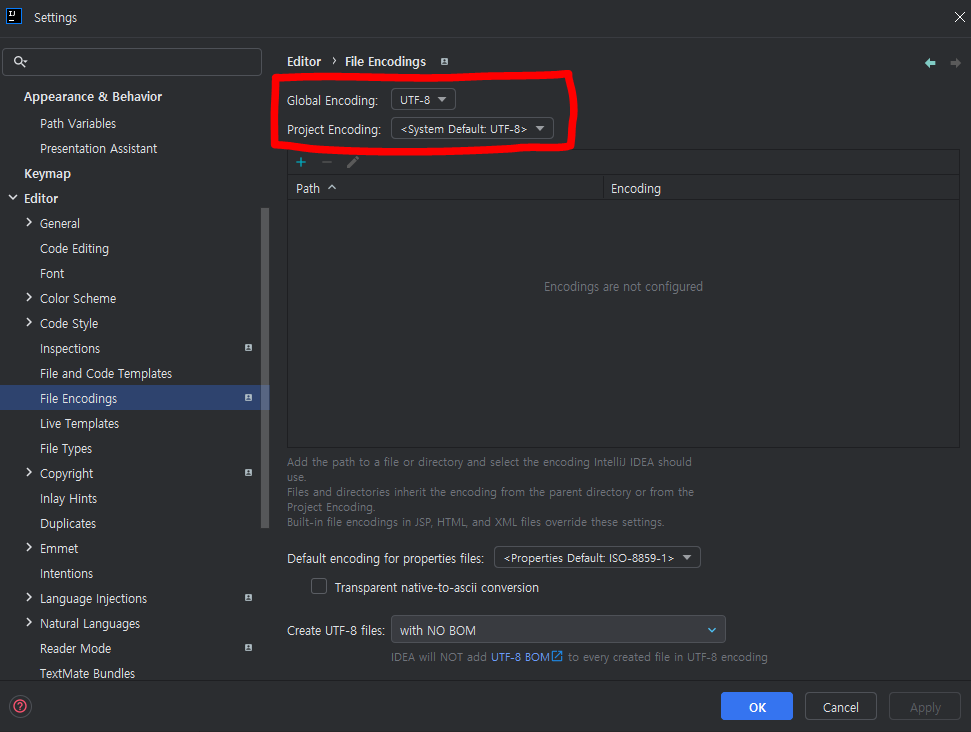 IJ
Settings
Editor › File Encodings
Appearance & Behavior
Path Variables
Presentation Assistant
Keymap
Editor
General
Code Editing
Font
Color Scheme
Code Style
Inspections
File and Code Templates
File Encodings
Live Templates
File Types
Copyright
Inlay Hints
Duplicates
Emmet
Intentions
Language Injections
Natural Languages
Reader Mode
TextMate Bundles
Global Encoding: UTF-8
Project Encoding: <System Default: UTF-8>
Path Encoding
Encodings are not configured
Add the path to a file or directory and select the encoding IntelliJ IDEA should
use.
Files and directories inherit the encoding from the parent directory or from the
Project Encoding.
Built-in file encodings in JSP, HTML, and XML files override these settings.
Default encoding for properties files: <Properties Default: ISO-8859-1>
Transparent native-to-ascii conversion
Create UTF-8 files: with NO BOM
IDEA will NOT add UTF-8 BOM to every created file in UTF-8 encoding
? OK Cancel Apply